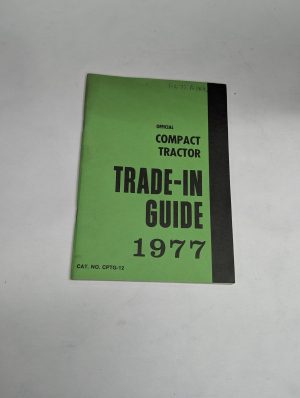 OFFICIAL
COMPACT
TRACTOR
TRADE-IN
GUIDE
1977
CAT. NO. CPTG-12